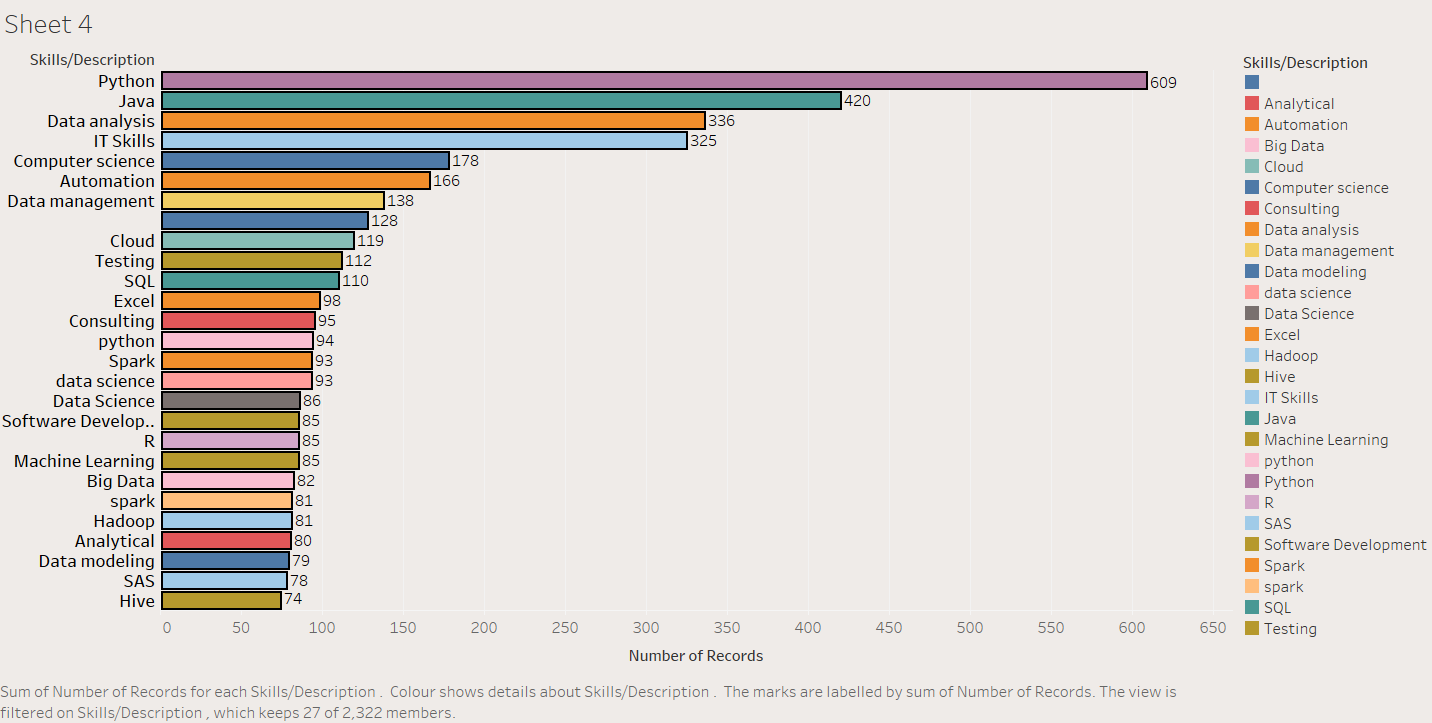 Sheet 4
Skills/Description
Python 609
Java 420
Data analysis 336
IT Skills 325
Computer science 178
Automation 166
Data management 138
128
Cloud 119
Testing 112
SQL 110
Excel 98
Consulting 95
python 94
Spark 93
data science 93
Data Science 86
Software Develop.. 85
R 85
Machine Learning 85
Big Data 82
spark 81
Hadoop 81
Analytical 80
Data modeling 79
SAS 78
Hive 74
0 50 100 150 200 250 300 350 400 450 500 550 600 650
Number of Records
Skills/Description
Analytical
Automation
Big Data
Cloud
Computer science
Consulting
Data analysis
Data management
Data modeling
data science
Data Science
Excel
Hadoop
Hive
IT Skills
Java
Machine Learning
python
Python
R
SAS
Software Development
Spark
spark
SQL
Testing
Sum of Number of Records for each Skills/Description .  Colour shows details about Skills/Description .  The marks are labelled by sum of Number of Records. The view is
filtered on Skills/Description , which keeps 27 of 2,322 members.